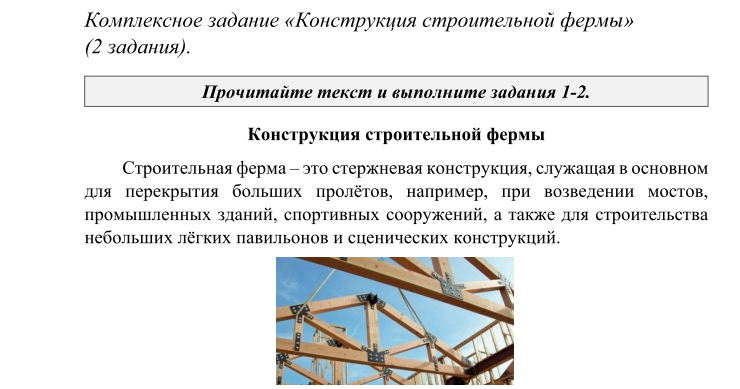 Комплексное задание «Конструкция строительной фермы»
(2 задания).
Прочитайте текст и выполните задания 1-2.
Конструкция строительной фермы
Строительная ферма – это стержневая конструкция, служащая в основном
для перекрытия больших пролётов, например, при возведении мостов,
промышленных зданий, спортивных сооружений, а также для строительства
небольших лёгких павильонов и сценических конструкций.